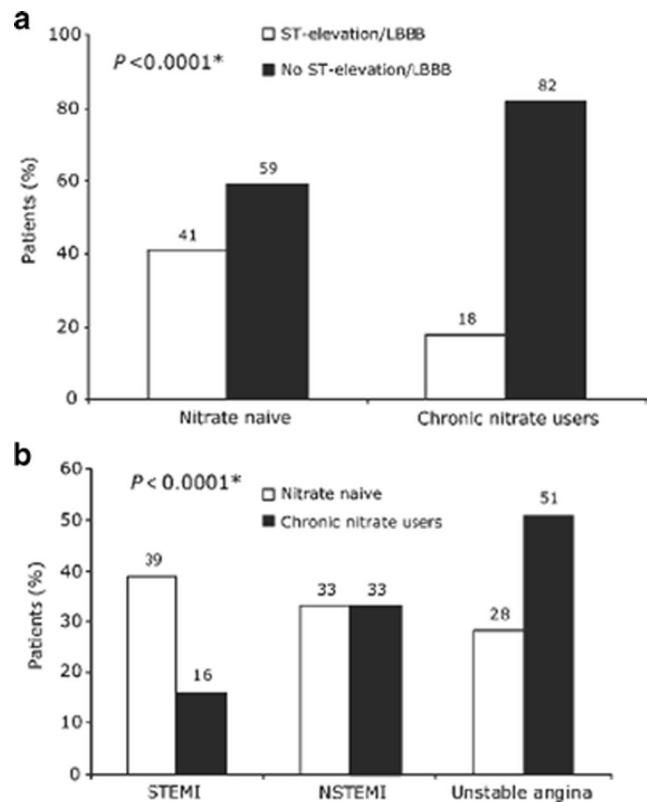 a
100
ST-elevation/LBBB
P<0.0001*
No ST-elevation/LBBB
82
80
Patients (%)
59
60
41
40
18
20
0
Nitrate naive
Chronic nitrate users
b
60
P<0.0001*
Nitrate naive
51
50
Chronic nitrate users
39
40
Patients (%)
33
33
28
30
16
20
10
0
STEMI
NSTEMI
Unstable angina